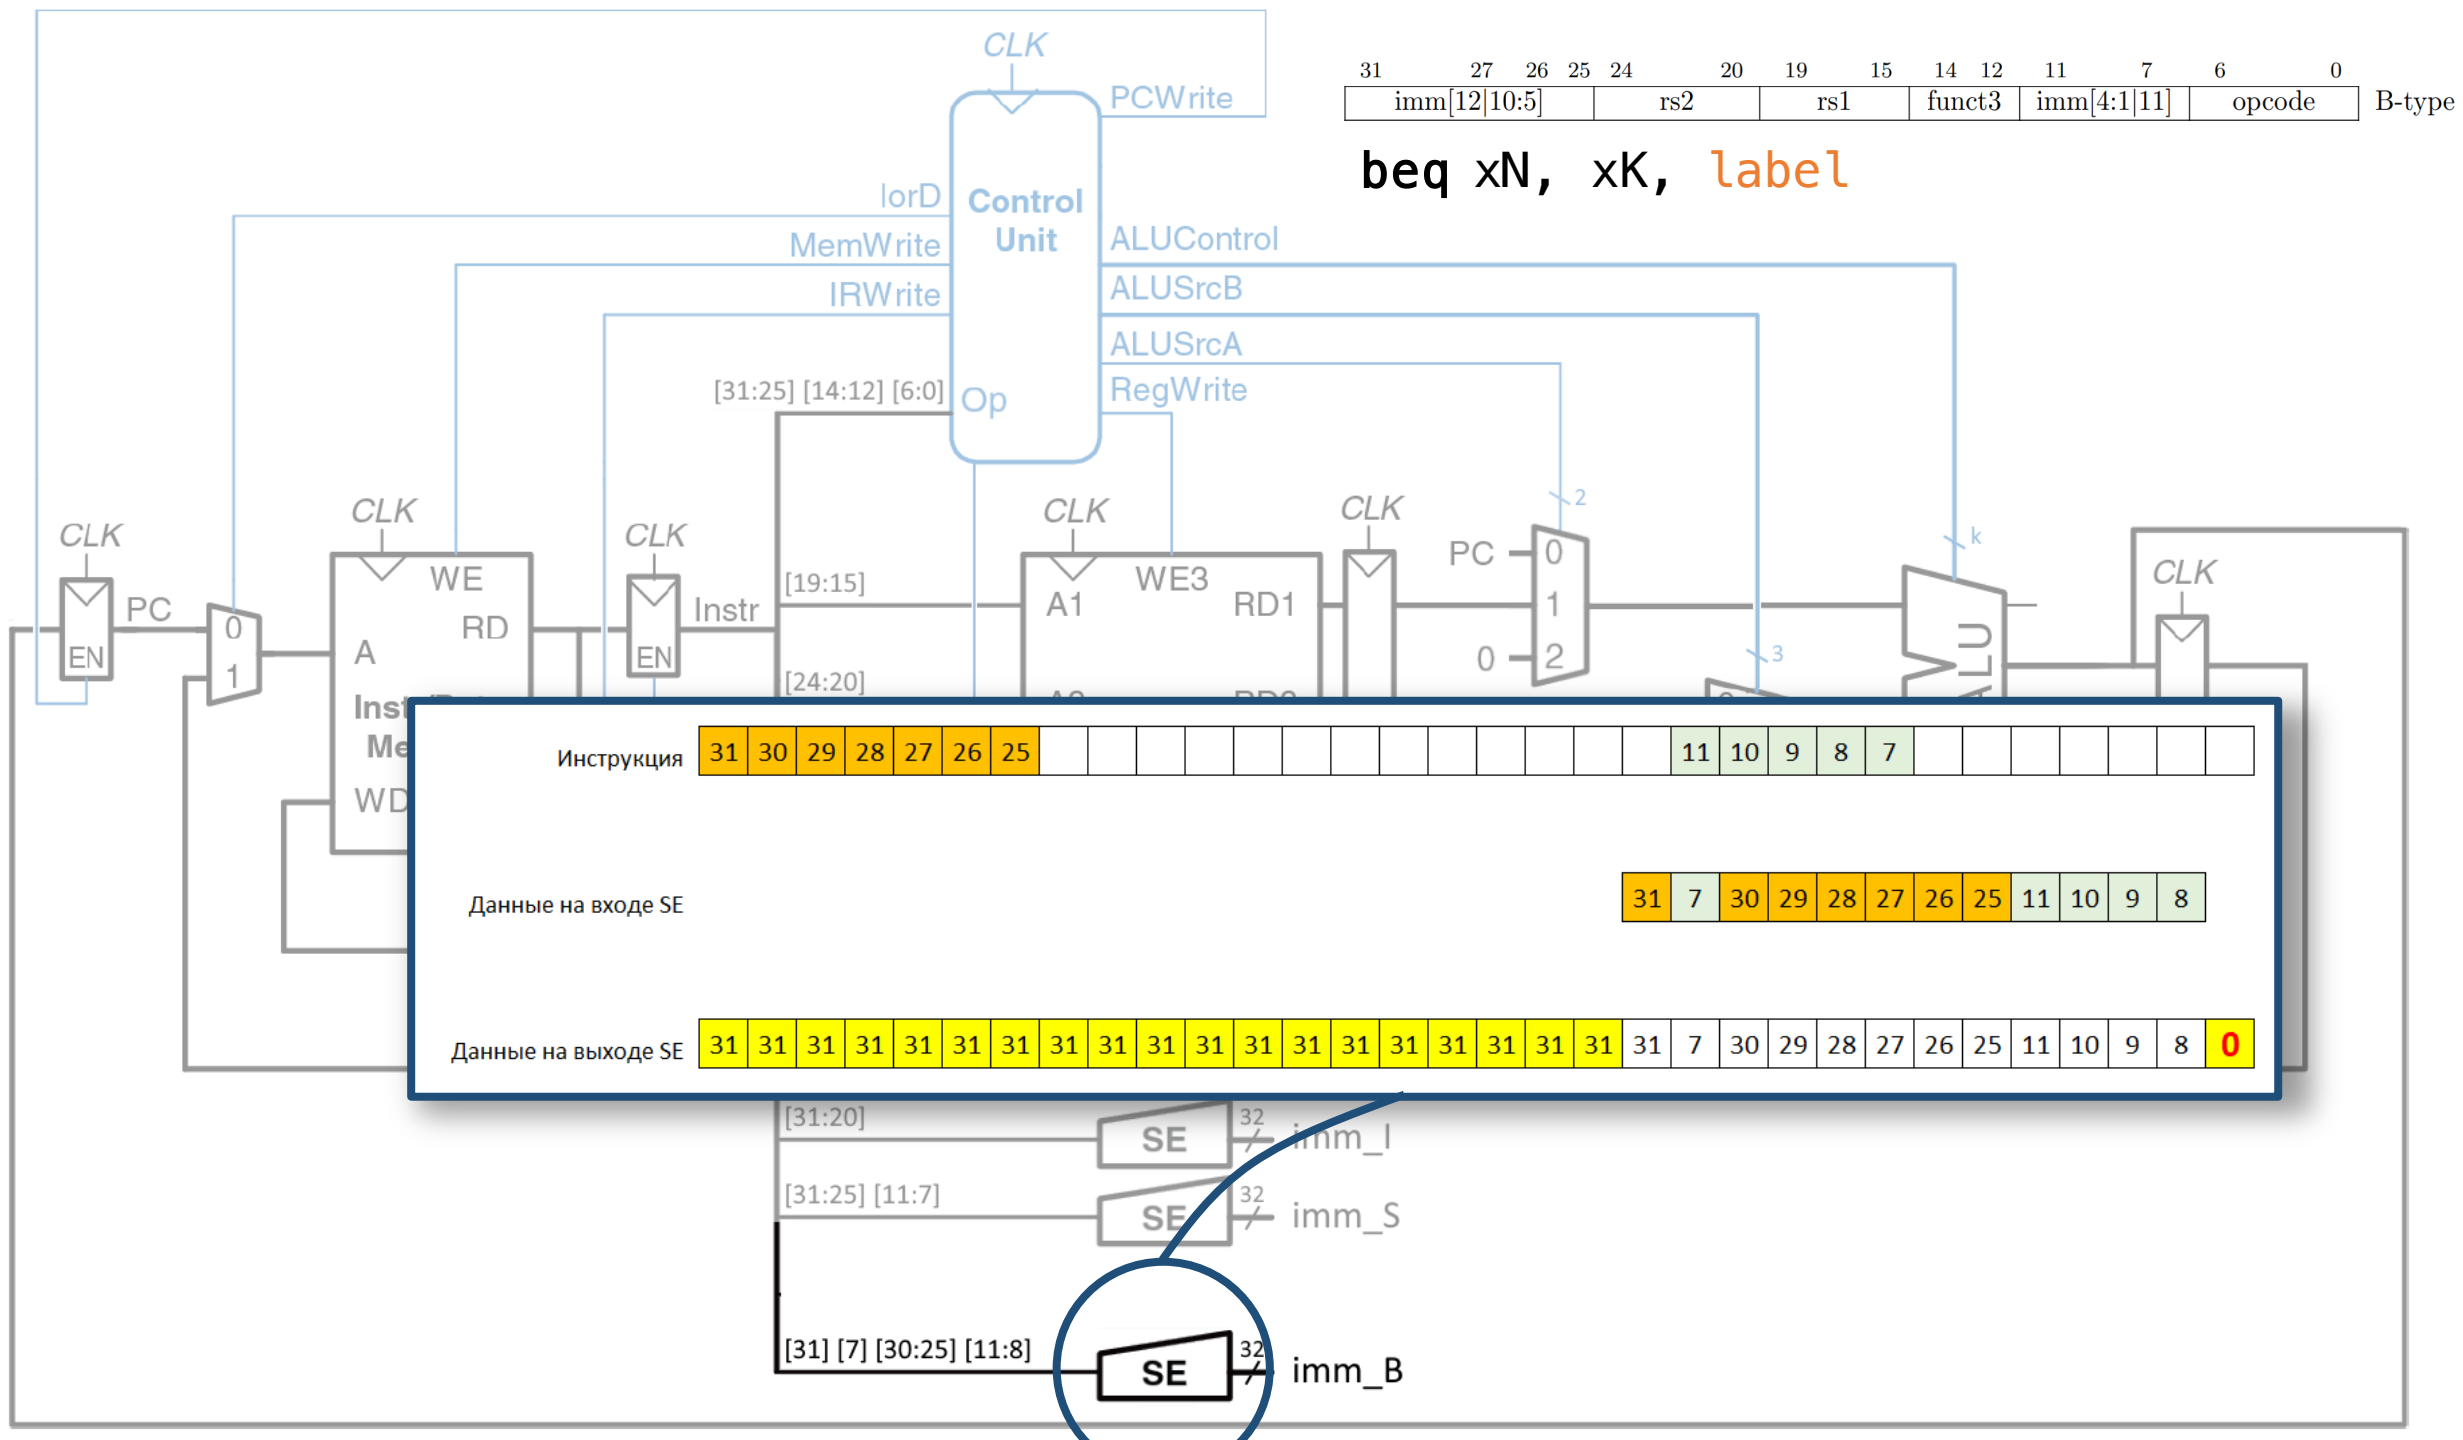 CLK
PCWrite
31 27 26 25 24 20 19 15 14 12 11 7 6 0
imm[12|10:5] rs2 rs1 funct3 imm[4:1|11] opcode B-type
beq xN, xK, label
IorD
Control
Unit
MemWrite
ALUControl
IRWrite
ALUSrcB
ALUSrcA
[31:25] [14:12] [6:0] Op
RegWrite
2
CLK CLK CLK CLK CLK k
CLK
PC 0
WE WE3
PC 0 Instr [19:15] A1 RD1 1
EN 1 A RD EN 0 2 3
[24:20]
ALU
Инструкция 31 30 29 28 27 26 25 11 10 9 8 7
WD
Данные на входе SE 31 7 30 29 28 27 26 25 11 10 9 8
Данные на выходе SE 31 31 31 31 31 31 31 31 31 31 31 31 31 31 31 31 31 31 31 31 7 30 29 28 27 26 25 11 10 9 8 0
[31:20] SE 32 imm_I
[31:25] [11:7] SE 32 imm_S
[31] [7] [30:25] [11:8] SE 32 imm_B